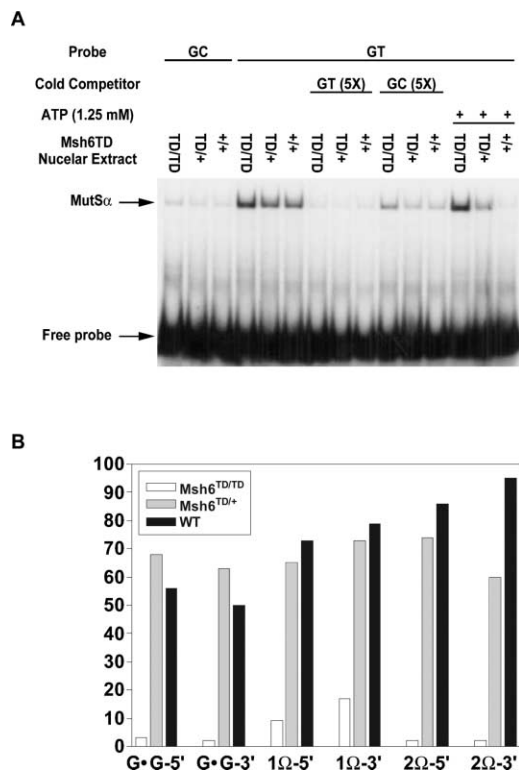 A
Probe GC GT
Cold Competitor GT (5X) GC (5X)
ATP (1.25 mM) + + +
Msh6TD
Nucelar Extract
TD/TD TD/+ +/+ TD/TD TD/+ +/+ TD/TD TD/+ +/+ TD/TD TD/+ +/+ TD/TD TD/+ +/+
MutSα
Free probe
B
100
90
80
70
60
50
40
30
20
10
0
Msh6TD/TD
Msh6TD/+
WT
G•G-5' G•G-3' 1Ω-5' 1Ω-3' 2Ω-5' 2Ω-3'